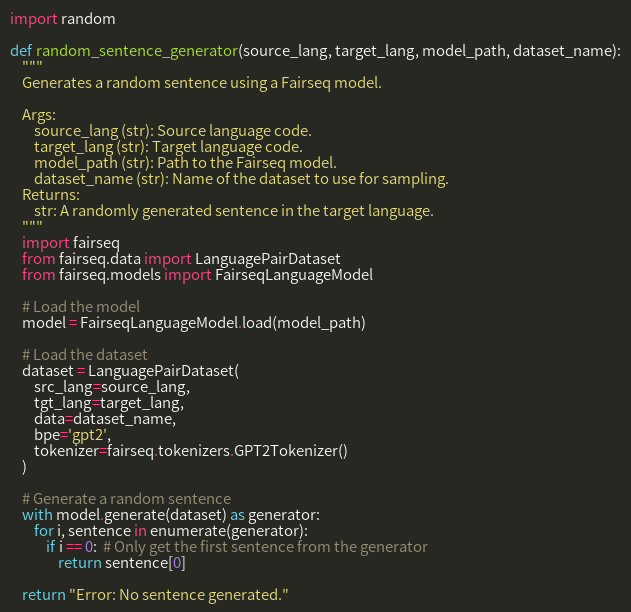 import random
def random_sentence_generator(source_lang, target_lang, model_path, dataset_name):
"""
Generates a random sentence using a Fairseq model.
Args:
source_lang (str): Source language code.
target_lang (str): Target language code.
model_path (str): Path to the Fairseq model.
dataset_name (str): Name of the dataset to use for sampling.
Returns:
str: A randomly generated sentence in the target language.
"""
import fairseq
from fairseq.data import LanguagePairDataset
from fairseq.models import FairseqLanguageModel
# Load the model
model = FairseqLanguageModel.load(model_path)
# Load the dataset
dataset = LanguagePairDataset(
src_lang=source_lang,
tgt_lang=target_lang,
data=dataset_name,
bpe='gpt2',
tokenizer=fairseq.tokenizers.GPT2Tokenizer()
)
# Generate a random sentence
with model.generate(dataset) as generator:
for i, sentence in enumerate(generator):
if i == 0: # Only get the first sentence from the generator
return sentence[0]
return "Error: No sentence generated."